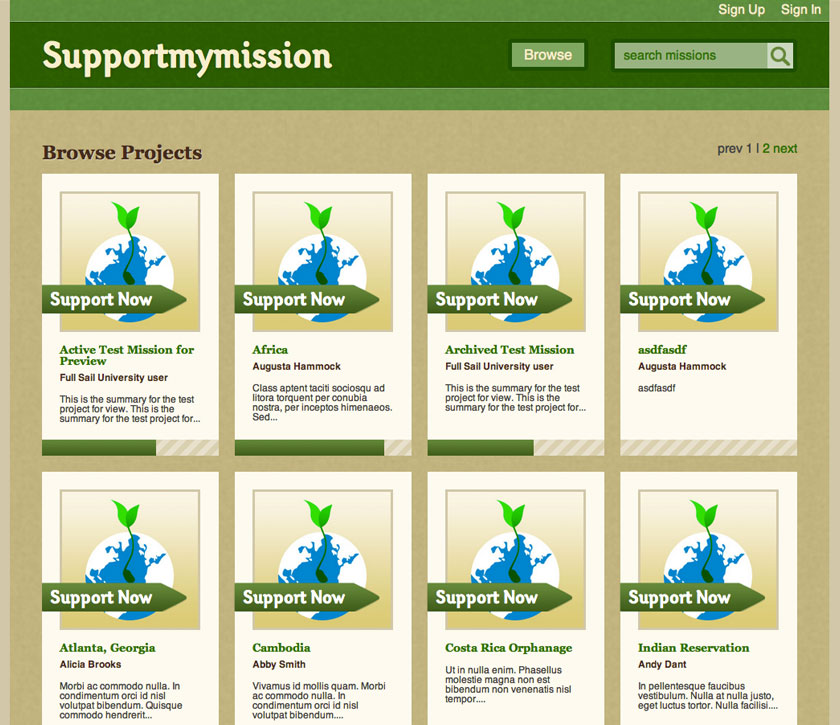 Sign Up Sign In
Supportmymission
Browse
search missions
Browse Projects
prev 1 | 2 next
Support Now
Active Test Mission for
Preview
Full Sail University user
This is the summary for the test
project for view. This is the
summary for the test project for...
Support Now
Africa
Augusta Hammock
Class aptent taciti sociosqu ad
litora torquent per conubia
nostra, per inceptos himenaeos.
Sed...
Support Now
Archived Test Mission
Full Sail University user
This is the summary for the test
project for view. This is the
summary for the test project for...
Support Now
asdfasdf
Augusta Hammock
asdfasdf
Support Now
Atlanta, Georgia
Alicia Brooks
Morbi ac commodo nulla. In
condimentum orci id nisl
volutpat bibendum. Quisque
commodo hendrerit...
Support Now
Cambodia
Abby Smith
Vivamus id mollis quam. Morbi
ac commodo nulla. In
condimentum orci id nisl
volutpat bibendum....
Support Now
Costa Rica Orphanage
Ut in nulla enim. Phasellus
molestie magna non est
bibendum non venenatis nisl
tempor....
Support Now
Indian Reservation
Andy Dant
In pellentesque faucibus
vestibulum. Nulla at nulla justo,
eget luctus tortor. Nulla facilisi....